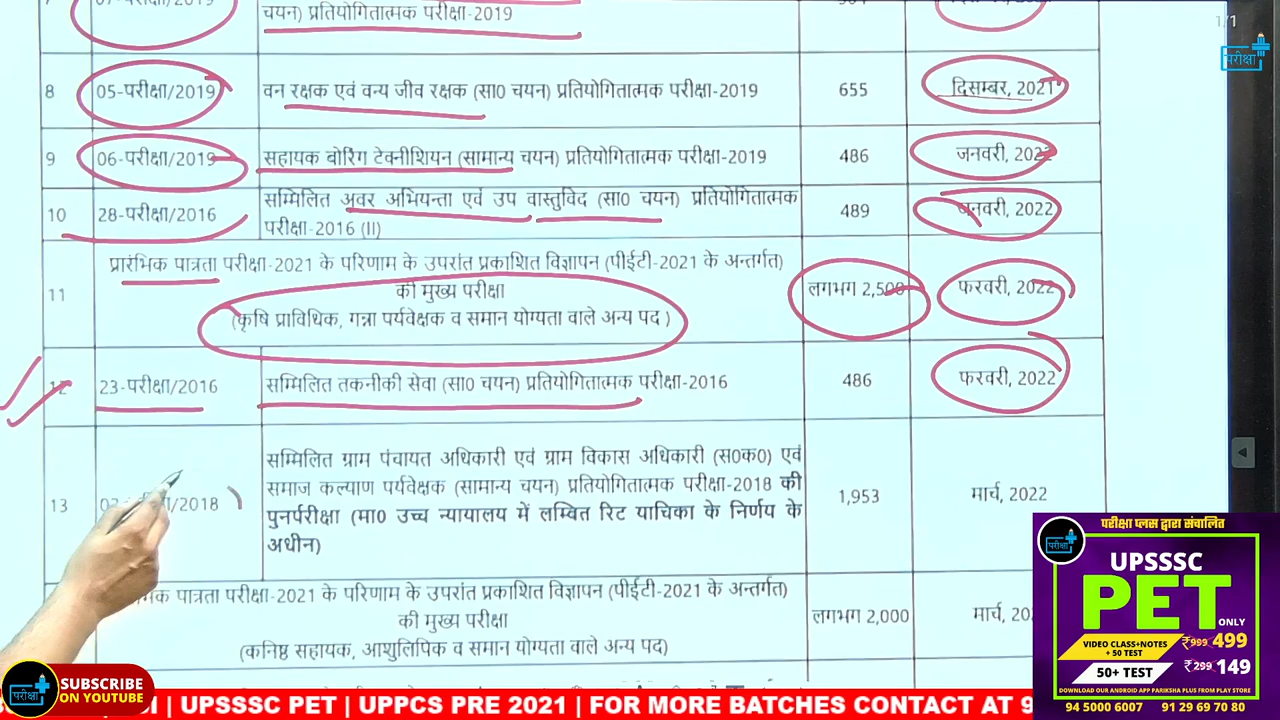 चयन) प्रतियोगितात्मक परीक्षा-2019
1/1
परीक्षा
8 05-परीक्षा/2019 वन रक्षक एवं वन्य जीव रक्षक (सा0 चयन) प्रतियोगितात्मक परीक्षा-2019 655 दिसम्बर, 2021
9 06-परीक्षा/2019 सहायक बोरिंग टेक्नीशियन (सामान्य चयन) प्रतियोगितात्मक परीक्षा-2019 486 जनवरी, 2022
10 28-परीक्षा/2016 सम्मिलित अवर अभियन्ता एवं उप वास्तुविद (सा0 चयन) प्रतियोगितात्मक
परीक्षा-2016 (II) 489 जनवरी, 2022
प्रारंभिक पात्रता परीक्षा-2021 के परिणाम के उपरांत प्रकाशित विज्ञापन (पीईटी-2021 के अन्तर्गत)
11 की मुख्य परीक्षा लगभग 2,500 फरवरी, 2022
(कृषि प्राविधिक, गन्ना पर्यवेक्षक व समान योग्यता वाले अन्य पद )
12 23-परीक्षा/2016 सम्मिलित तकनीकी सेवा (सा0 चयन) प्रतियोगितात्मक परीक्षा-2016 486 फरवरी, 2022
सम्मिलित ग्राम पंचायत अधिकारी एवं ग्राम विकास अधिकारी (स0क0) एवं
समाज कल्याण पर्यवेक्षक (सामान्य चयन) प्रतियोगितात्मक परीक्षा-2018 की
13 /2018 पुनर्परीक्षा (मा0 उच्च न्यायालय में लम्वित रिट याचिका के निर्णय के 1,953 मार्च, 2022
अधीन)
पात्रता परीक्षा-2021 के परिणाम के उपरांत प्रकाशित विज्ञापन (पीईटी-2021 के अन्तर्गत)
की मुख्य परीक्षा लगभग 2,000 मार्च,
(कनिष्ठ सहायक, आशुलिपिक व समान योग्यता वाले अन्य पद)
परीक्षा प्लस द्वारा संचालित
परीक्षा
UPSSSC
PET
ONLY
VIDEO CLASS+NOTES
+ 50 TEST
₹999 499
50+ TEST
₹299 149
DOWNLOAD OUR ANDROID APP PARIKSHA PLUS FROM PLAY STORE
94 5000 6007 91 29 69 70 80
परीक्षा
SUBSCRIBE
ON YOUTUBE
| UPSSSC PET | UPPCS PRE 2021 | FOR MORE BATCHES CONTACT AT 9